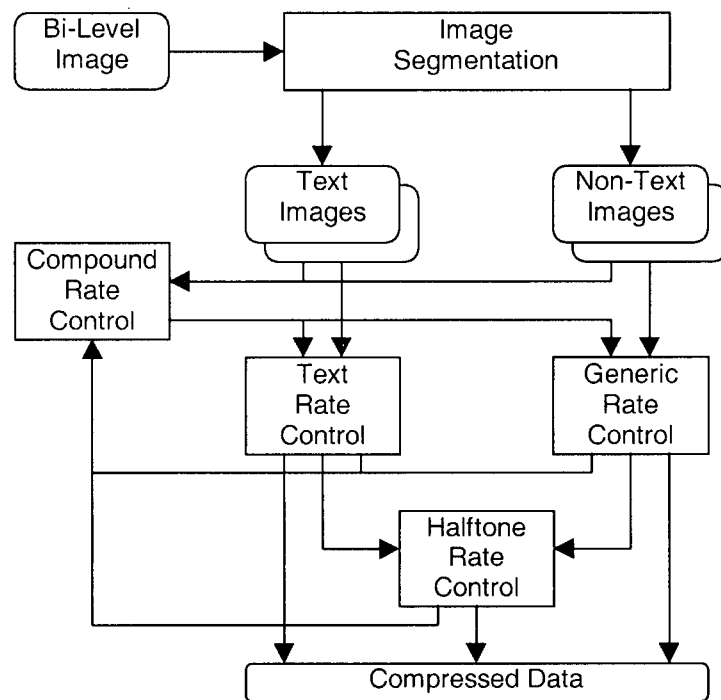 Bi-Level
Image
Image
Segmentation
Text
Images
Non-Text
Images
Compound
Rate
Control
Text
Rate
Control
Generic
Rate
Control
Halftone
Rate
Control
Compressed Data